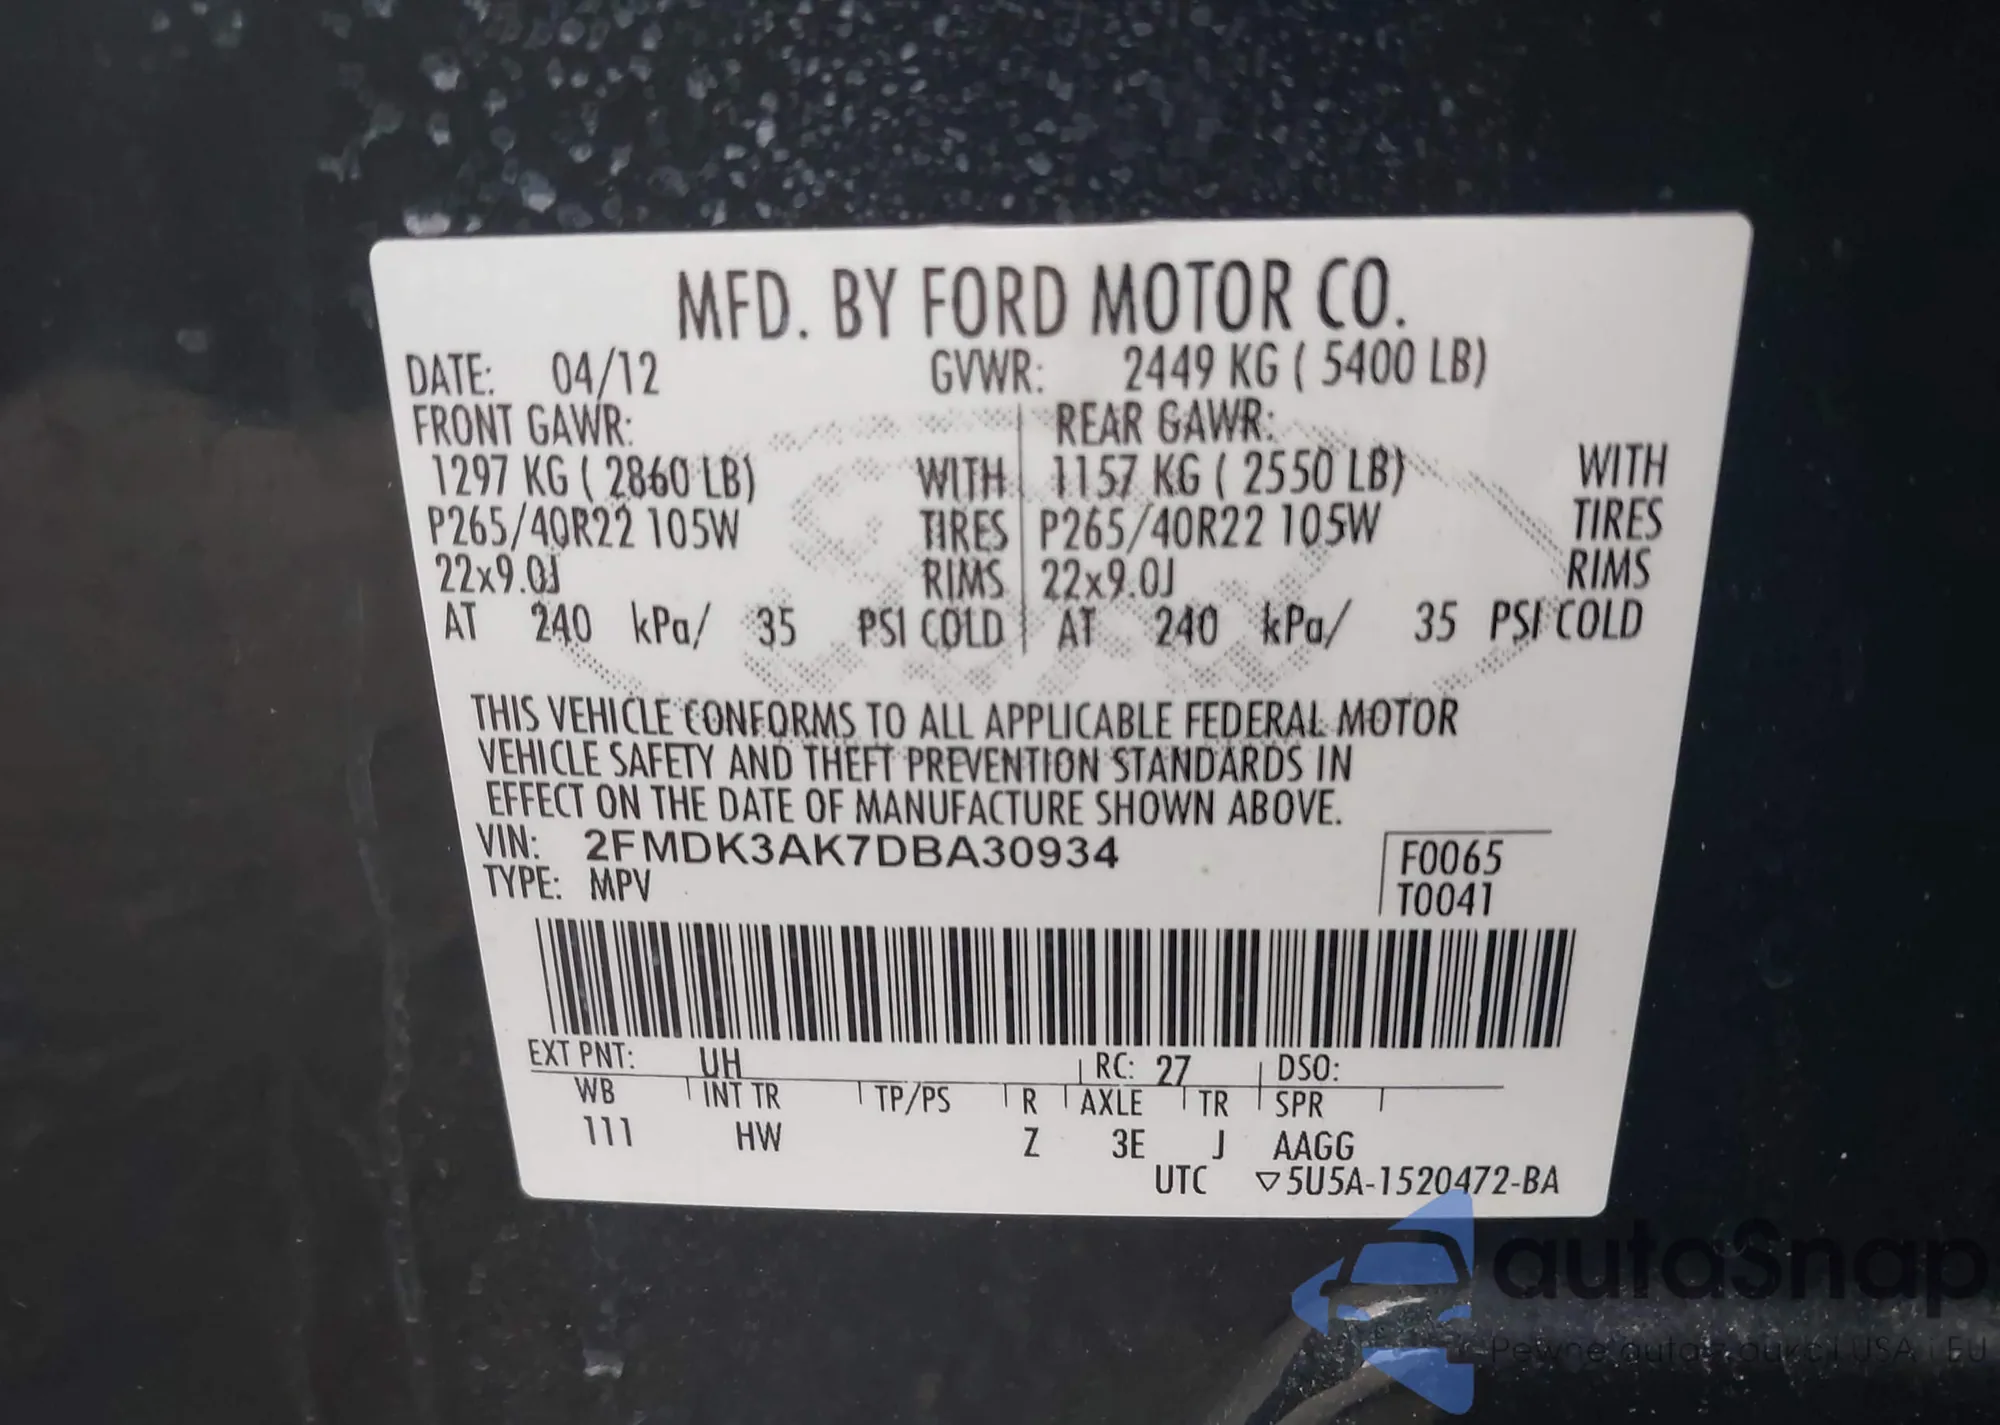 MFD. BY FORD MOTOR CO.
DATE: 04/12 GVWR: 2449 KG ( 5400 LB)
FRONT GAWR: REAR GAWR:
1297 KG ( 2860 LB) WITH 1157 KG ( 2550 LB) WITH
P265/40R22 105W TIRES P265/40R22 105W TIRES
22x9.0J RIMS 22x9.0J RIMS
AT 240 kPa/ 35 PSI COLD AT 240 kPa/ 35 PSI COLD
THIS VEHICLE CONFORMS TO ALL APPLICABLE FEDERAL MOTOR
VEHICLE SAFETY AND THEFT PREVENTION STANDARDS IN
EFFECT ON THE DATE OF MANUFACTURE SHOWN ABOVE.
VIN: 2FMDK3AK7DBA30934 F0065
TYPE: MPV T0041
EXT PNT: UH RC: 27 DSO:
WB INT TR TP/PS R AXLE TR SPR
111 HW Z 3E J AAGG
UTC ▽5U5A-1520472-BA
autoSnap
Pewne auta z aukcji USA i EU